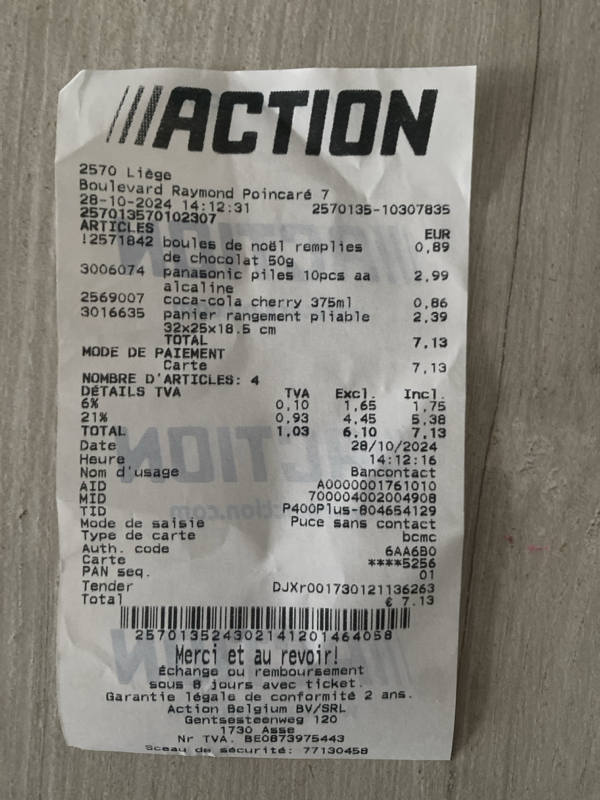 ACTION
2570 Liège
Boulevard Raymond Poincaré 7
28-10-2024 14:12:31 2570135-10307835
257013570102307
ARTICLES EUR
!2571842 boules de noël remplies 0,89
de chocolat 50g
3006074 panasonic piles 10pcs aa 2,99
alcaline
2569007 coca-cola cherry 375ml 0,86
3016635 panier rangement pliable 2,39
32x25x18.5 cm
TOTAL 7,13
MODE DE PAIEMENT
Carte 7,13
NOMBRE D'ARTICLES: 4
DÉTAILS TVA TVA Excl. Incl.
6% 0,10 1,65 1,75
21% 0,93 4,45 5,38
TOTAL 1,03 6,10 7,13
Date 28/10/2024
Heure 14:12:16
Nom d'usage Bancontact
AID A0000001761010
MID 700004002004908
TID P400Plus-804654129
Mode de saisie Puce sans contact
Type de carte bcmc
Auth. code 6AA6B0
Carte ****5256
PAN seq. 01
Tender DJXr001730121136263
Total € 7.13
2570135243021412014640​58
Merci et au revoir!
Échange ou remboursement
sous 8 jours avec ticket.
Garantie légale de conformité 2 ans.
Action Belgium BV/SRL
Gentsesteenweg 120
1730 Asse
Nr TVA. BE0873975443
Sceau de sécurité: 77130458